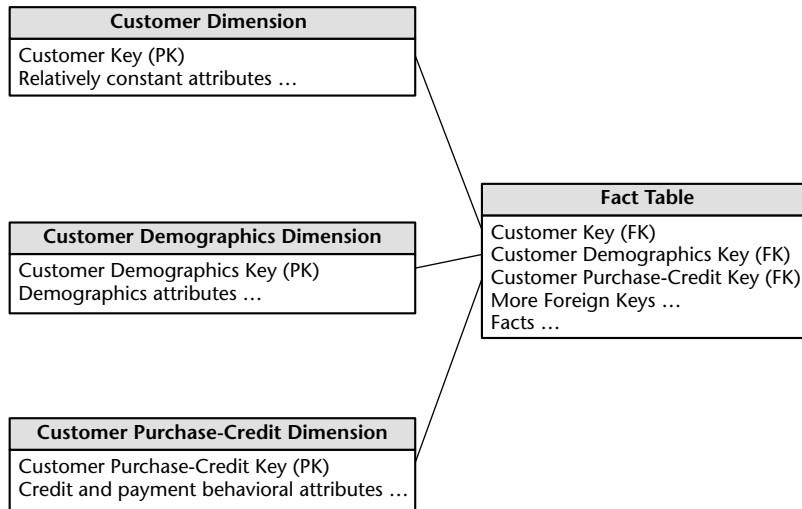 Customer Dimension
Customer Key (PK)
Relatively constant attributes …
Customer Demographics Dimension
Customer Demographics Key (PK)
Demographics attributes …
Customer Purchase-Credit Dimension
Customer Purchase-Credit Key (PK)
Credit and payment behavioral attributes …
Fact Table
Customer Key (FK)
Customer Demographics Key (FK)
Customer Purchase-Credit Key (FK)
More Foreign Keys …
Facts …